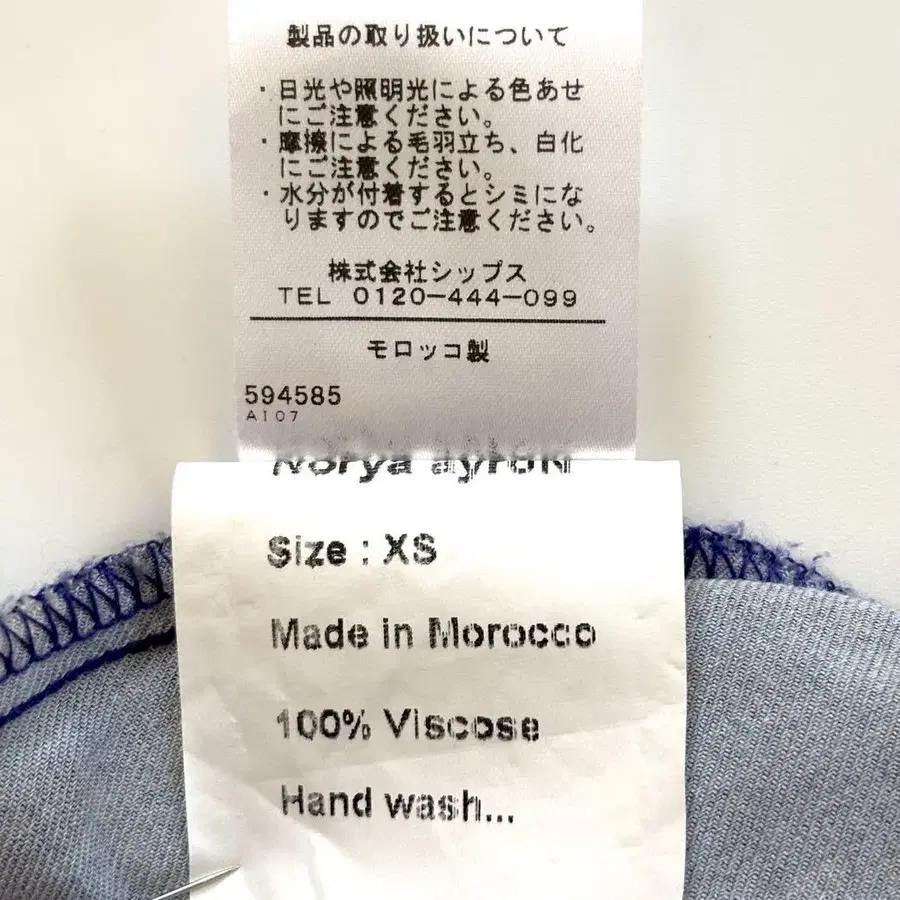 製品の取り扱いについて
・日光や照明光による色あせ
にご注意ください。
・摩擦による毛羽立ち、白化
にご注意ください。
・水分が付着するとシミにな
りますのでご注意ください。
株式会社シップス
TEL 0120-444-099
モロッコ製
594585
A107
Norya ayroN
Size : XS
Made in Morocco
100% Viscose
Hand wash...